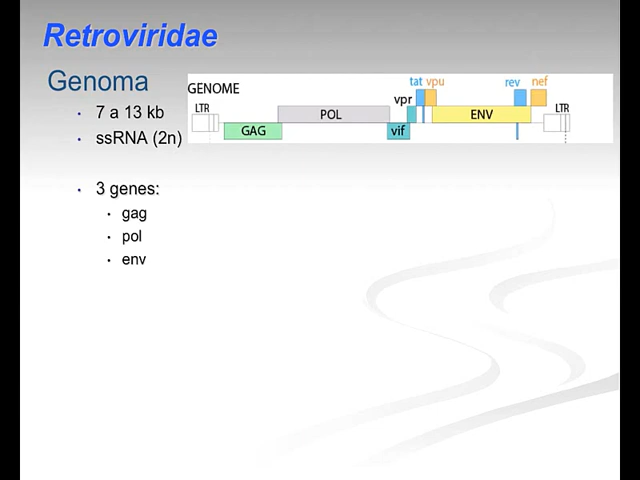 Retroviridae
Genoma
7 a 13 kb
ssRNA (2n)
3 genes:
gag
pol
env
GENOME
tat vpu rev nef
LTR vpr POL ENV LTR
GAG vif